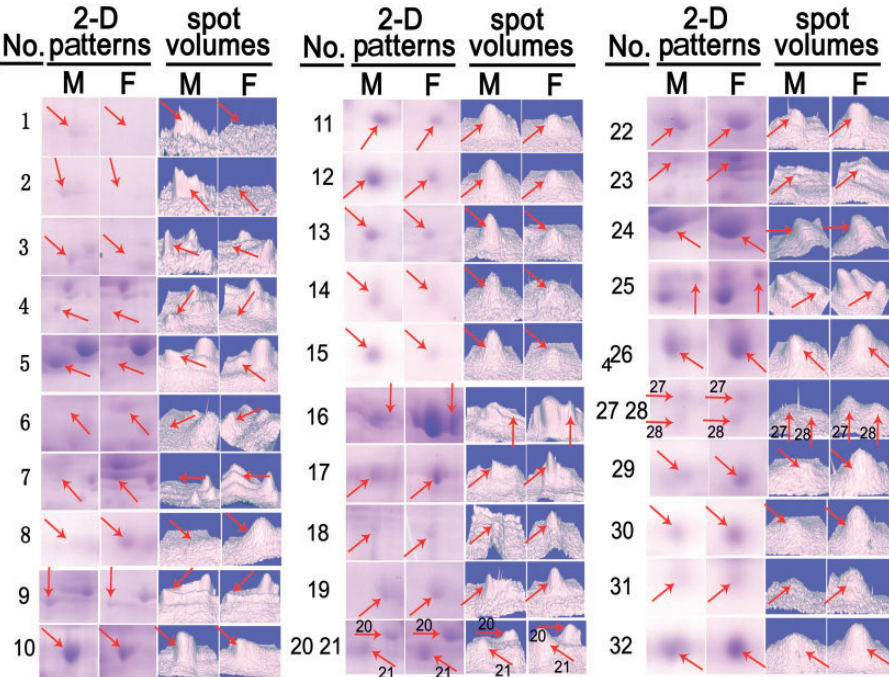 2-D spot
No. patterns volumes
M F M F
1
2
3
4
5
6
7
8
9
10
2-D spot
No. patterns volumes
M F M F
11
12
13
14
15
16
17
18
19
20 21
20 20 20 20
21 21 21 21
2-D spot
No. patterns volumes
M F M F
22
23
24
25
26
4
27 28
27 27
28 28 27 28 27 28
29
30
31
32